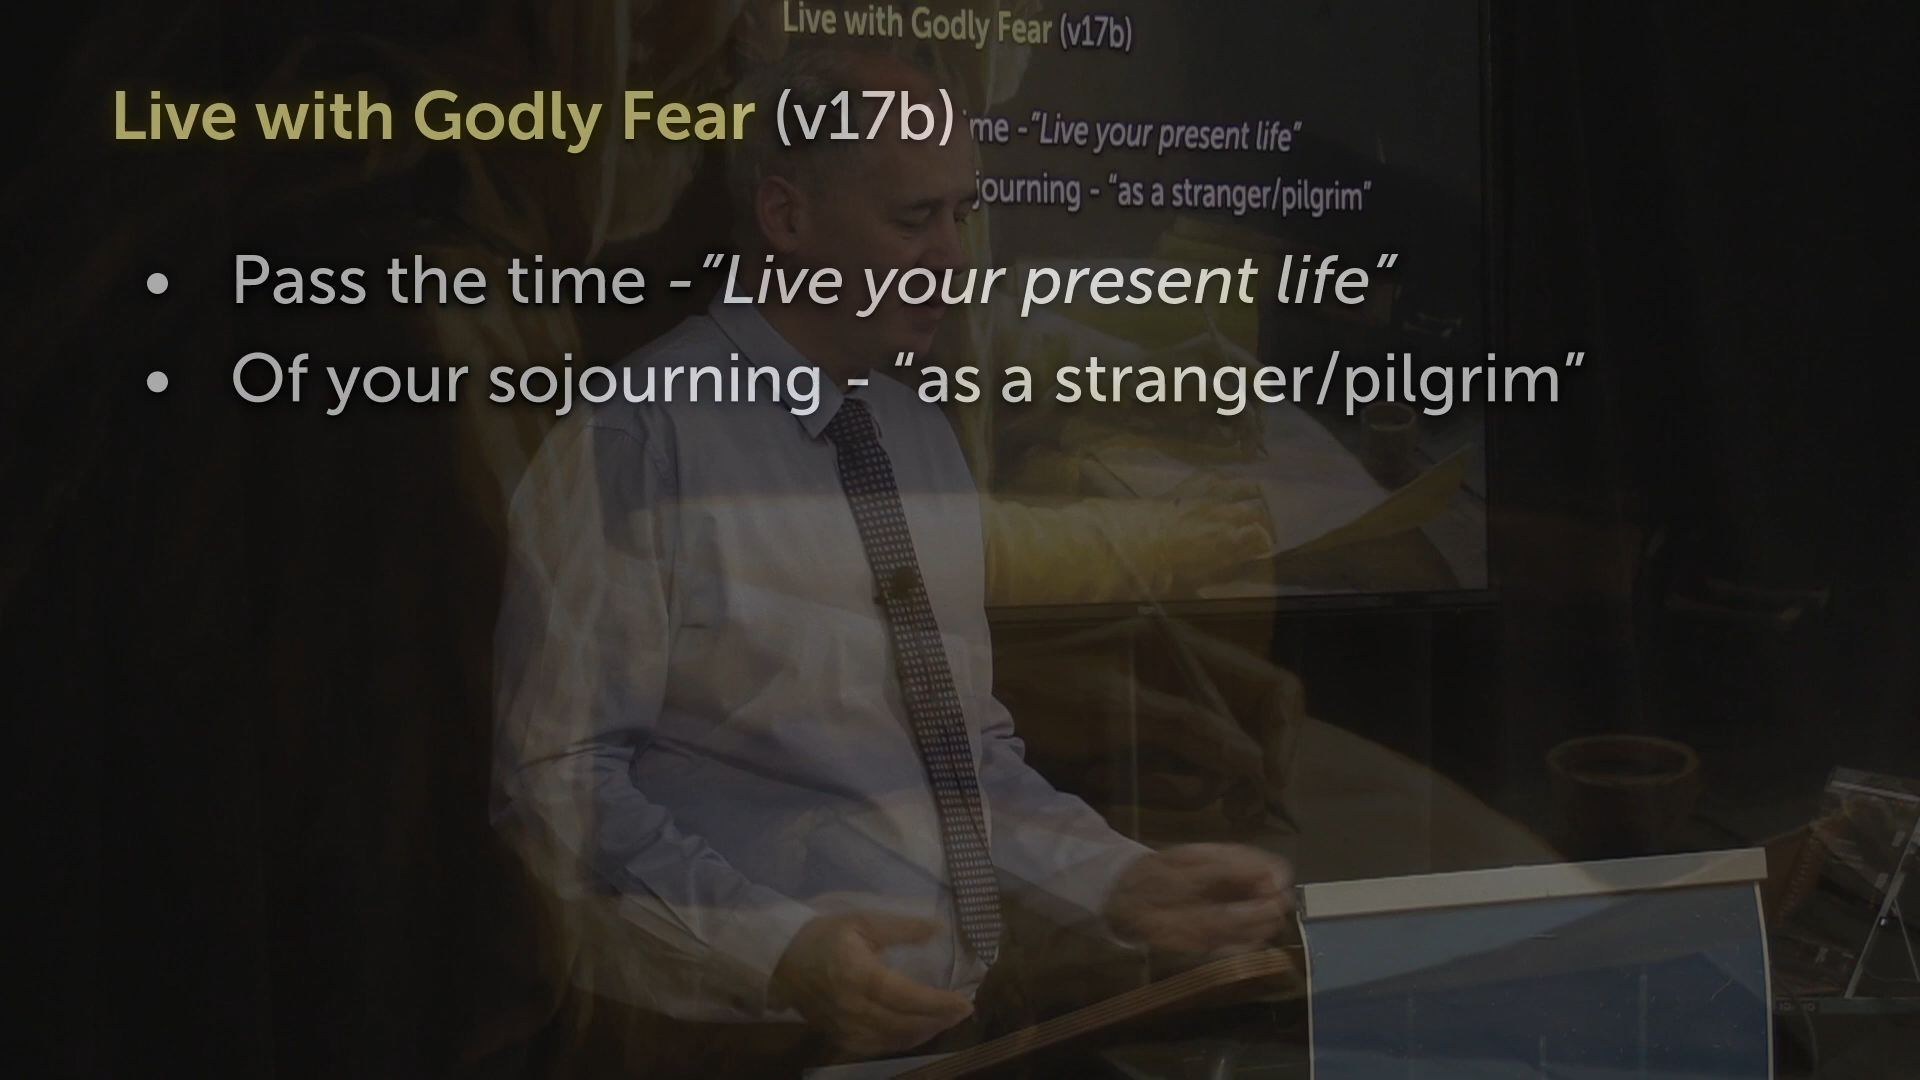 Live with Godly Fear (v17b)
me -"Live your present life"
journing - "as a stranger/pilgrim"
Live with Godly Fear (v17b)
• Pass the time -"Live your present life"
• Of your sojourning - “as a stranger/pilgrim"